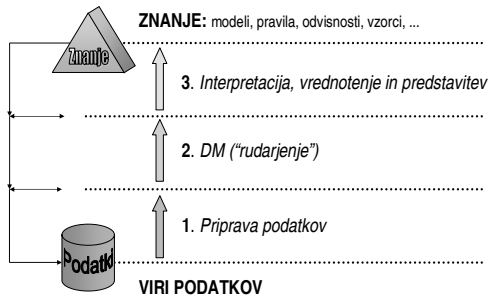 ZNANJE: modeli, pravila, odvisnosti, vzorci, ...
Znanje
3. Interpretacija, vrednotenje in predstavitev
2. DM (“rudarjenje”)
1. Priprava podatkov
Podatki
VIRI PODATKOV